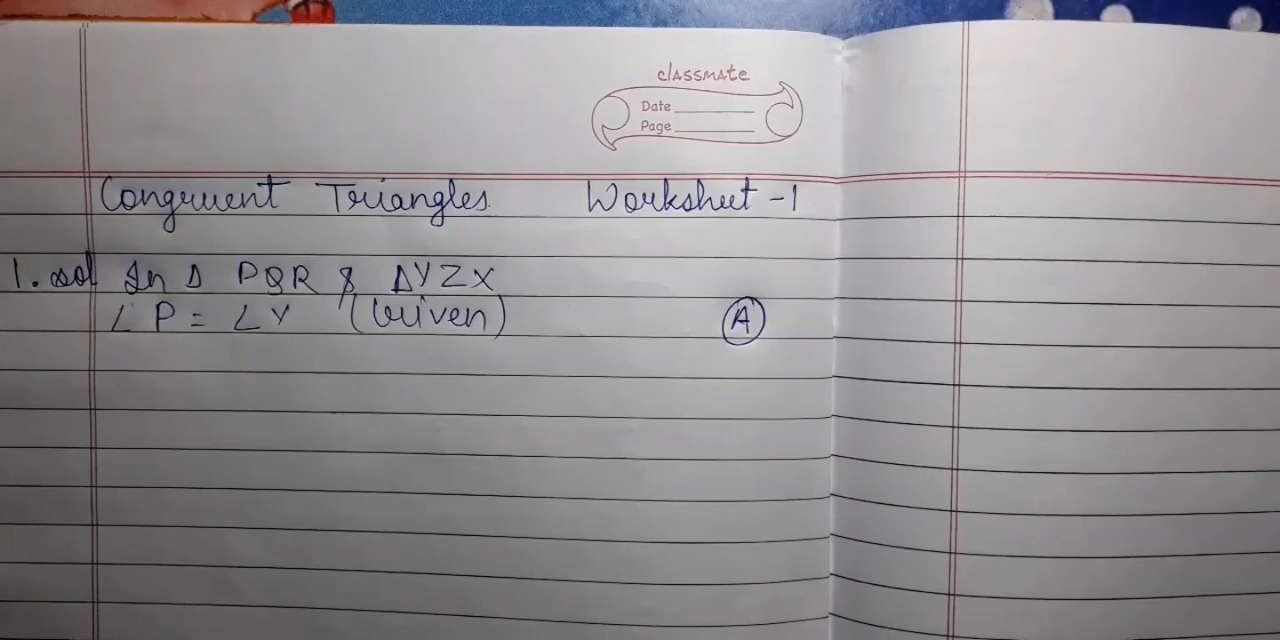 classmate
Date
Page
Congruent Triangles Worksheet -1
1. sol In Δ PQR & ΔYZX
∠P = ∠Y (Given) A